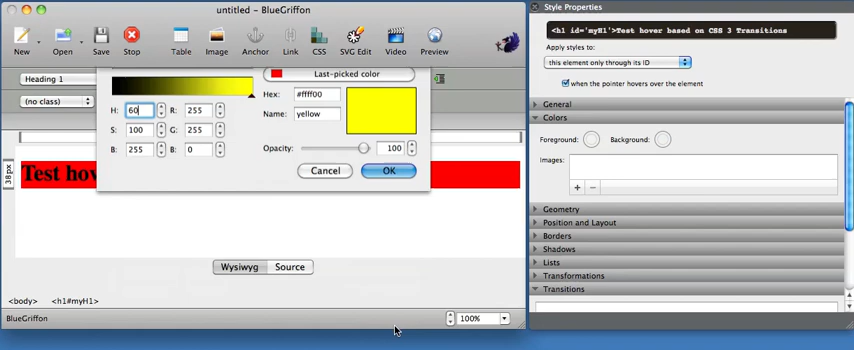 untitled - BlueGriffon
New
Open
Save
Table
Image
Anchor
Link
CSS
SVG Edit
Video
Preview
Heading 1
(no class)
Last-picked color
H: 60
R: 255
Hex: #ffff00
S: 100
G: 255
Name: yellow
B: 255
B: 0
Opacity:
100
Cancel
OK
38px
Test hov
Wysiwyg
Source
<body> <h1#myH1>
BlueGriffon
100%
Style Properties
<h1 id='myH1'>Test hover based on CSS 3 Transitions
Apply styles to:
this element only through its ID
when the pointer hovers over the element
General
Colors
Foreground:
Background:
Images:
+ −
Geometry
Position and Layout
Borders
Shadows
Lists
Transformations
Transitions